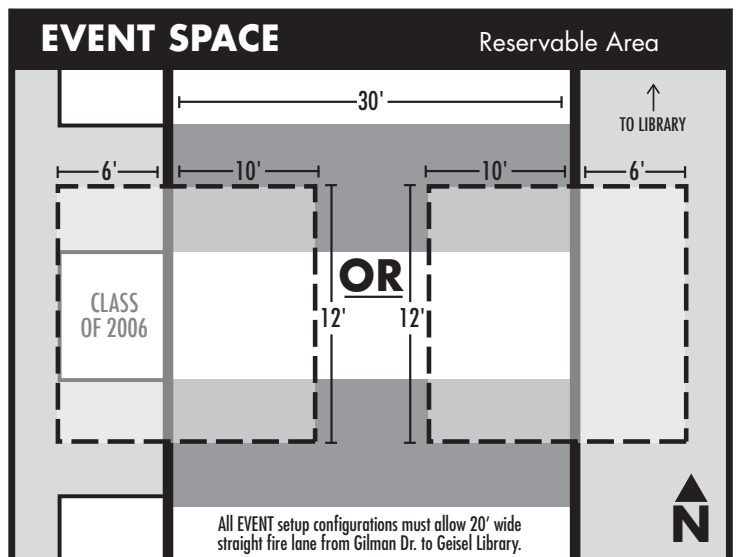 EVENT SPACE Reservable Area
30'
↑
TO LIBRARY
6' 10' 10' 6'
OR
CLASS
OF 2006
12' 12'
All EVENT setup configurations must allow 20' wide
straight fire lane from Gilman Dr. to Geisel Library.
N